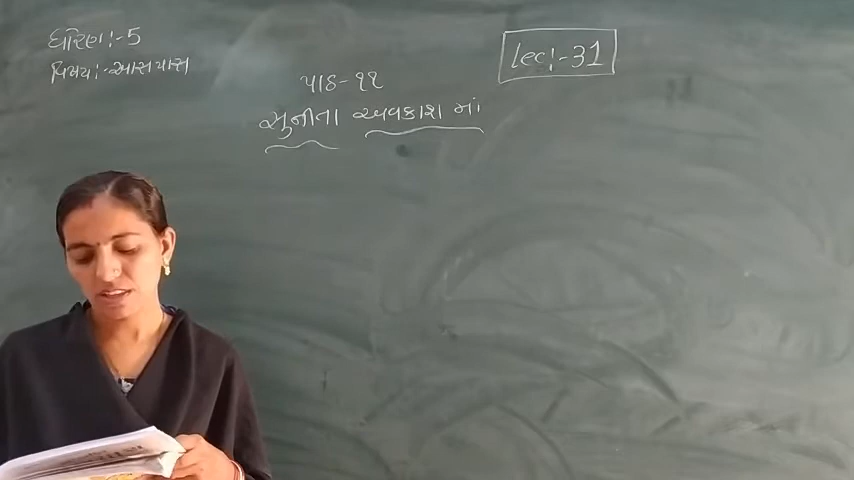 ધોરણ:-5
વિષય:-આસપાસ
lec:-31
પાઠ-૧૧
સુનીતા અવકાશ માં